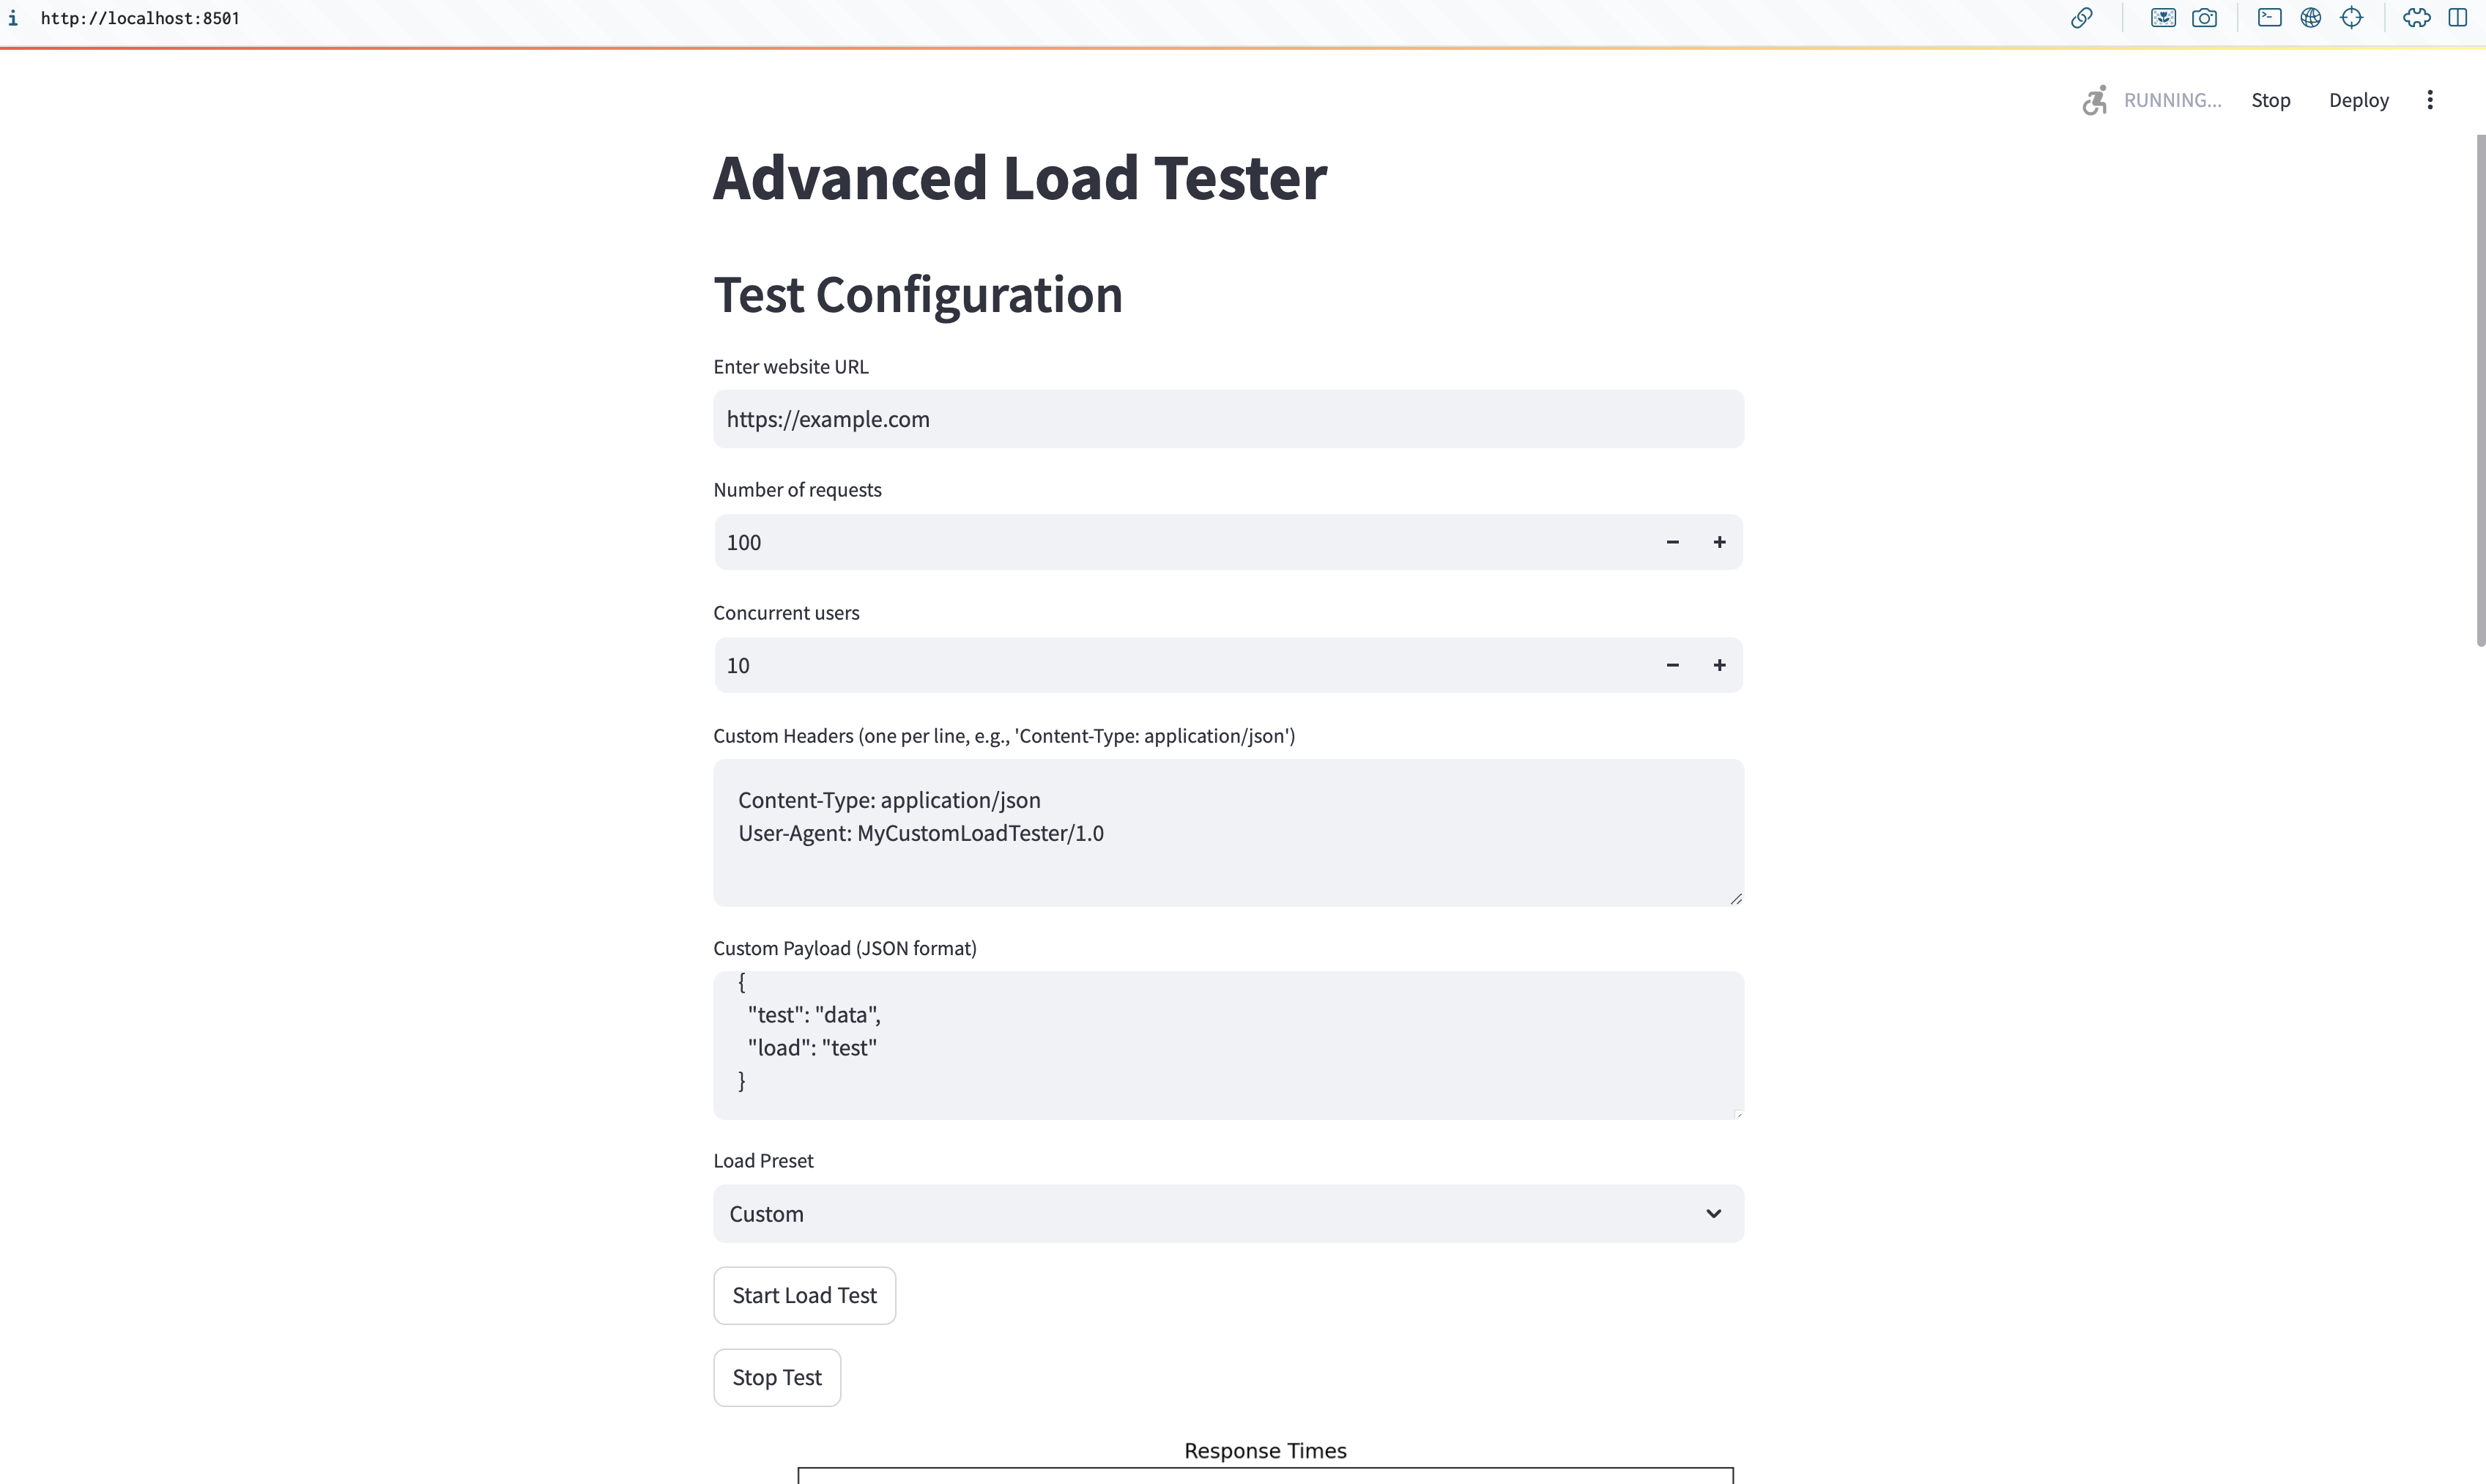 http://localhost:8501
RUNNING...
Stop
Deploy
Advanced Load Tester
Test Configuration
Enter website URL
https://example.com
Number of requests
100
Concurrent users
10
Custom Headers (one per line, e.g., 'Content-Type: application/json')
Content-Type: application/json
User-Agent: MyCustomLoadTester/1.0
Custom Payload (JSON format)
{
"test": "data",
"load": "test"
}
Load Preset
Custom
Start Load Test
Stop Test
Response Times